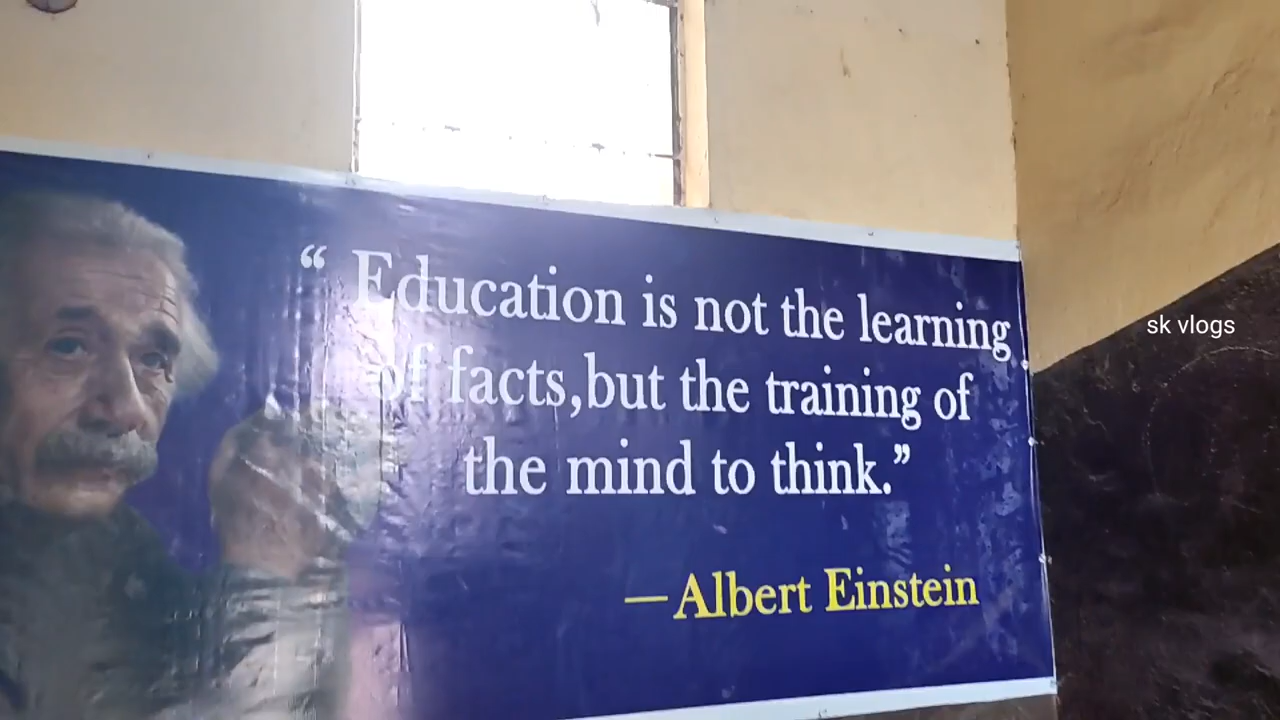 “ Education is not the learning
of facts,but the training of
the mind to think.”
—Albert Einstein
sk vlogs